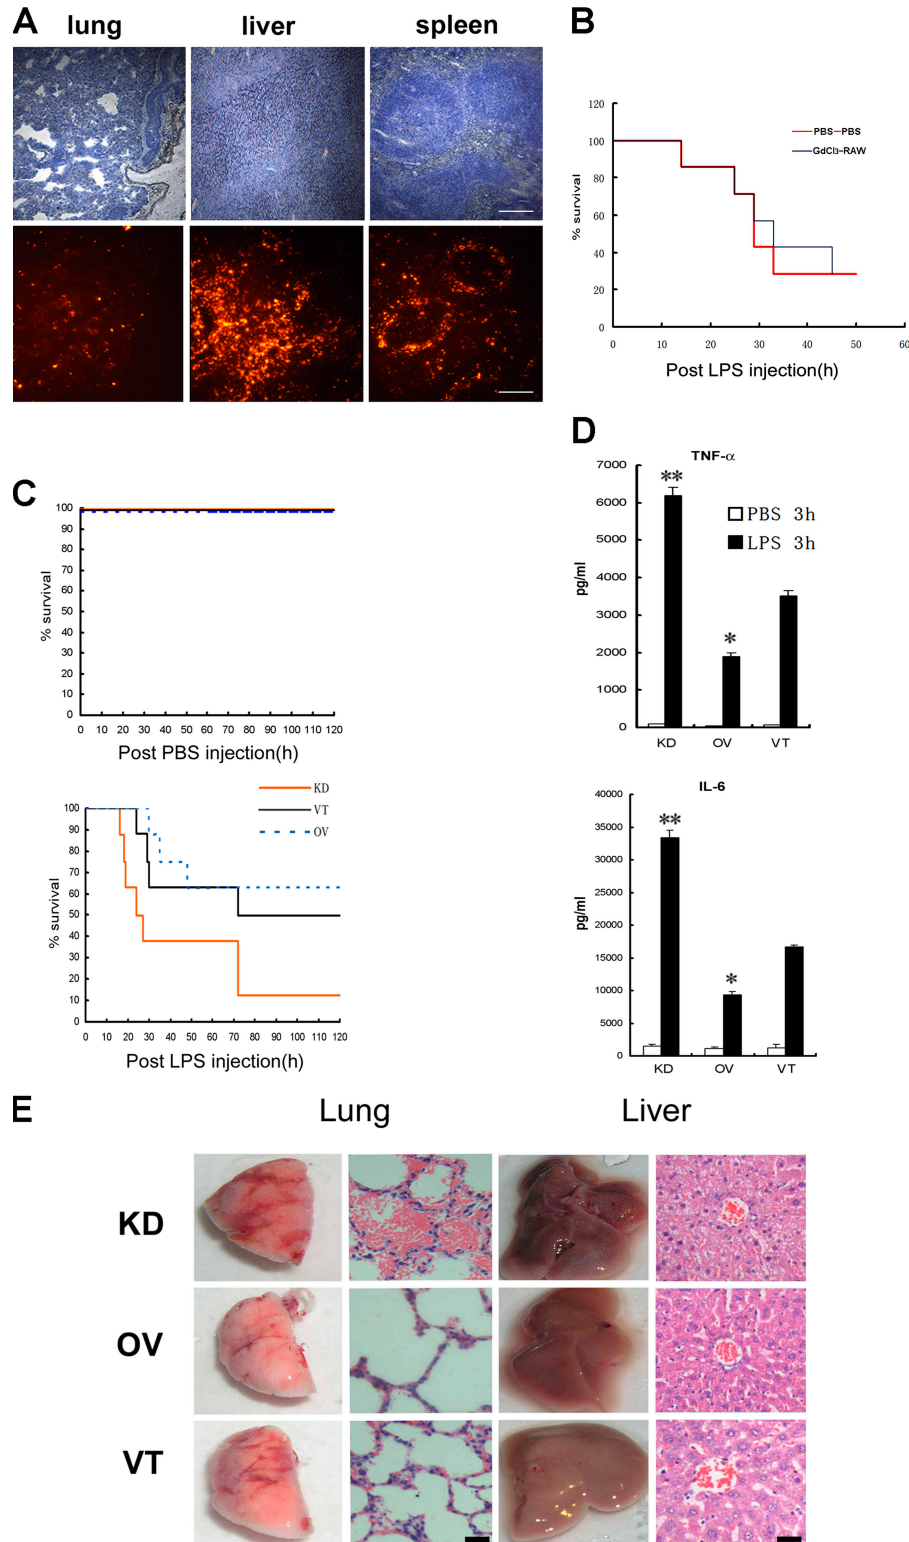 A
lung
liver
spleen
B
120
100
80
60
40
20
0
% survival
PBS-PBS
GdCl3-RAW
0 10 20 30 40 50 60
Post LPS injection(h)
C
100
90
80
70
60
50
40
30
20
10
0
% survival
0 10 20 30 40 50 60 70 80 90 100 110 120
Post PBS injection(h)
KD
VT
OV
100
90
80
70
60
50
40
30
20
10
0
% survival
0 10 20 30 40 50 60 70 80 90 100 110 120
Post LPS injection(h)
D
TNF-α
7000
6000
5000
4000
3000
2000
1000
0
pg/ml
**
*
PBS 3h
LPS 3h
KD OV VT
IL-6
40000
35000
30000
25000
20000
15000
10000
5000
0
pg/ml
**
*
KD OV VT
E
Lung
Liver
KD
OV
VT